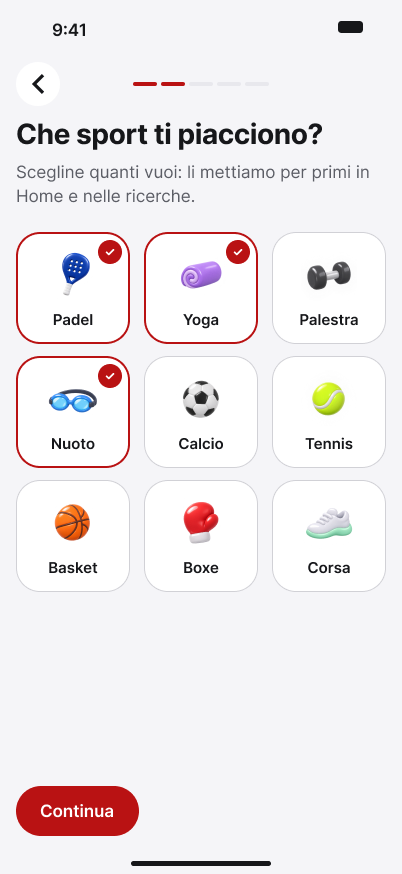 9:41
Che sport ti piacciono?
Scegline quanti vuoi: li mettiamo per primi in
Home e nelle ricerche.
Padel
Yoga
Palestra
Nuoto
Calcio
Tennis
Basket
Boxe
Corsa
Continua